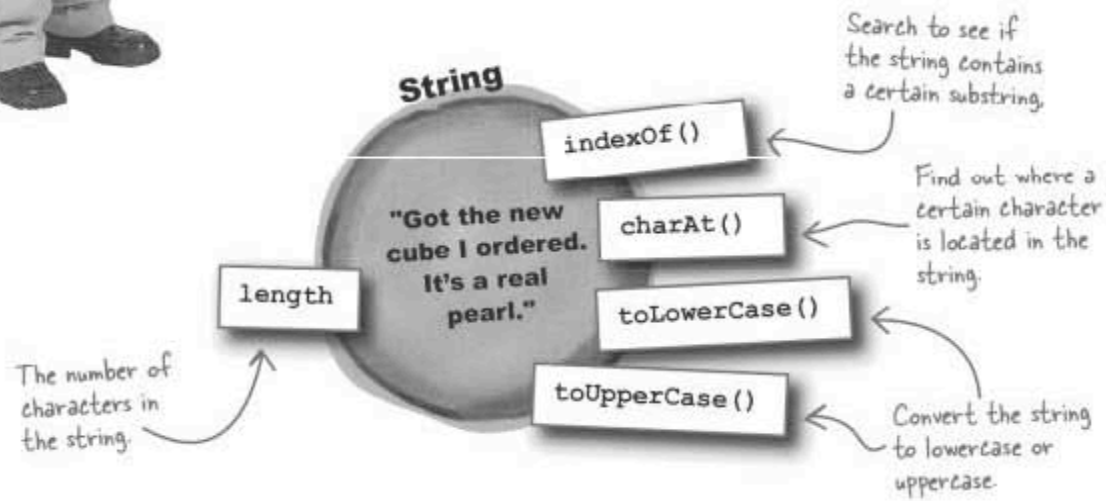 Search to see if
the string contains
a certain substring.
String
indexOf()
Find out where a
certain character
is located in the
string.
charAt()
"Got the new
cube I ordered.
It's a real
pearl."
length
toLowerCase()
toUpperCase()
The number of
characters in
the string.
Convert the string
to lowercase or
uppercase.